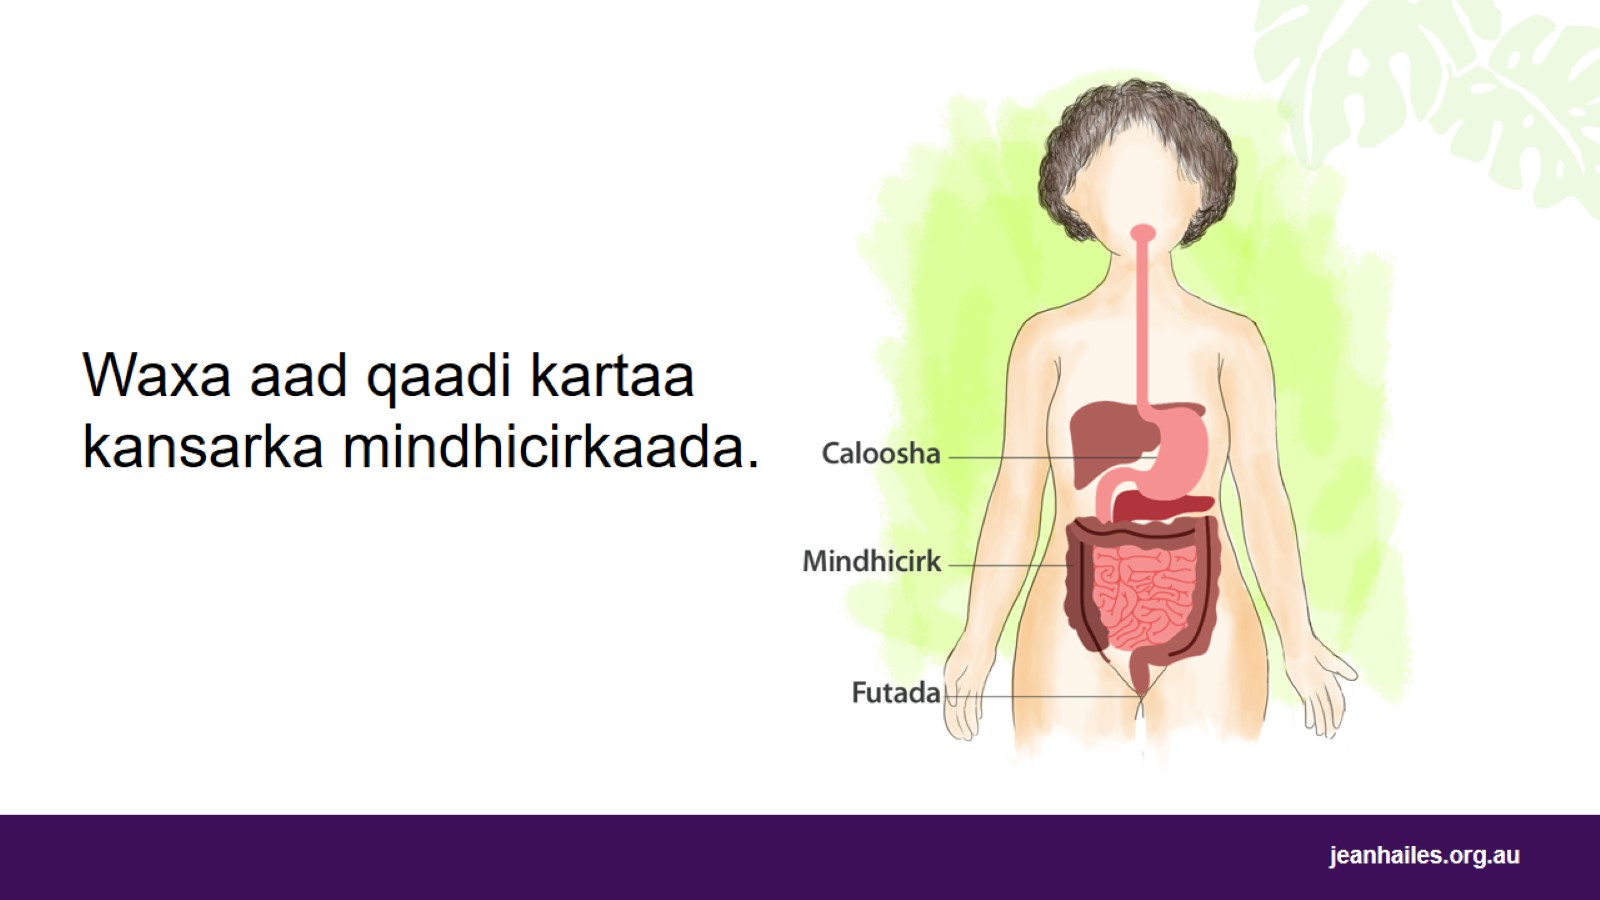 Waxa aad qaadi kartaa
kansarka mindhicirkaada.
Caloosha
Mindhicirk
Futada
jeanhailes.org.au